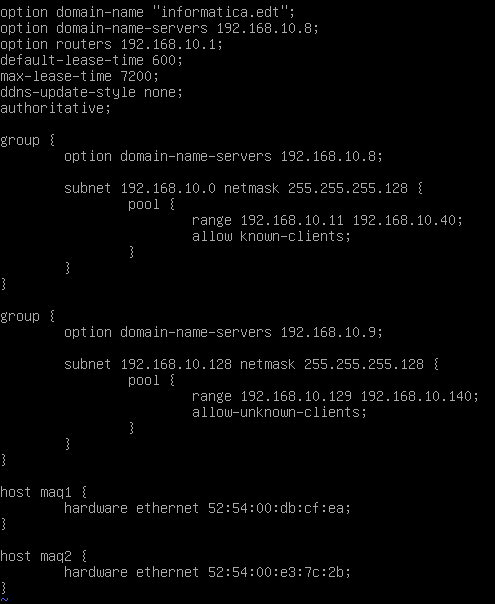 option domain-name "informatica.edt";
option domain-name-servers 192.168.10.8;
option routers 192.168.10.1;
default-lease-time 600;
max-lease-time 7200;
ddns-update-style none;
authoritative;
group {
option domain-name-servers 192.168.10.8;
subnet 192.168.10.0 netmask 255.255.255.128 {
pool {
range 192.168.10.11 192.168.10.40;
allow known-clients;
}
}
}
group {
option domain-name-servers 192.168.10.9;
subnet 192.168.10.128 netmask 255.255.255.128 {
pool {
range 192.168.10.129 192.168.10.140;
allow-unknown-clients;
}
}
}
host maq1 {
hardware ethernet 52:54:00:db:cf:ea;
}
host maq2 {
hardware ethernet 52:54:00:e3:7c:2b;
}
~